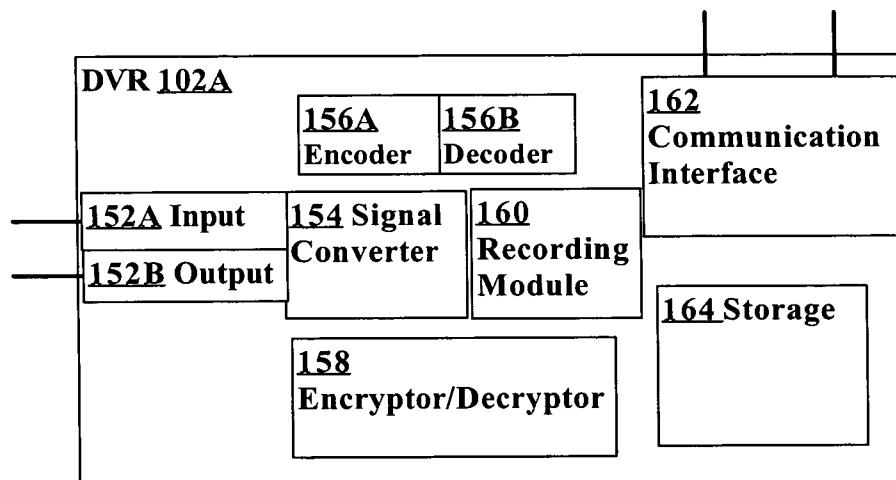 DVR 102A
156A
Encoder
156B
Decoder
162
Communication
Interface
152A Input
152B Output
154 Signal
Converter
160
Recording
Module
164 Storage
158
Encryptor/Decryptor